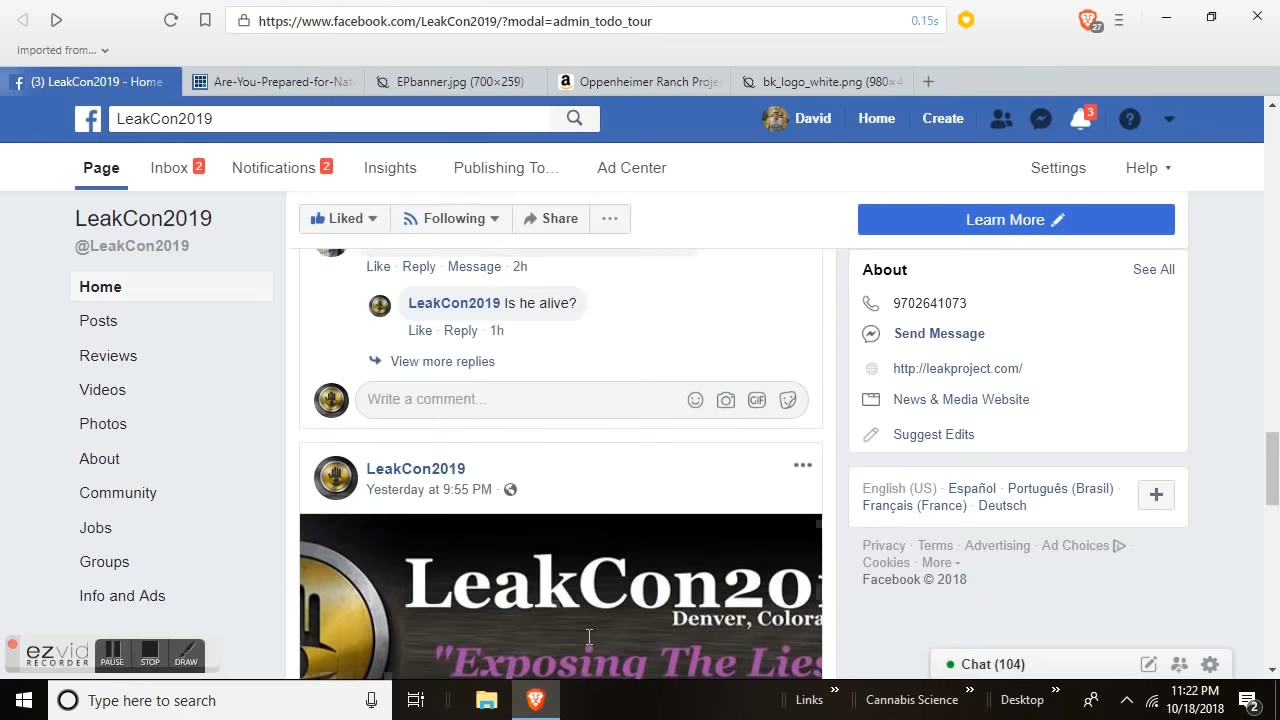 https://www.facebook.com/LeakCon2019/?modal=admin_todo_tour
0.15s
27
Imported from...
(3) LeakCon2019 - Home
Are-You-Prepared-for-Nat
EPbanner.jpg (700×259)
Oppenheimer Ranch Proje
bk_logo_white.png (980×4
LeakCon2019
David
Home
Create
3
Page
Inbox 2
Notifications 2
Insights
Publishing To...
Ad Center
Settings
Help
LeakCon2019
@LeakCon2019
Home
Posts
Reviews
Videos
Photos
About
Community
Jobs
Groups
Info and Ads
Liked
Following
Share
Learn More
Like · Reply · Message · 2h
LeakCon2019 Is he alive?
Like · Reply · 1h
View more replies
Write a comment...
GIF
LeakCon2019
Yesterday at 9:55 PM ·
LeakCon201
Denver, Colora
"Exposing The Lies
About
See All
9702641073
Send Message
http://leakproject.com/
News & Media Website
Suggest Edits
English (US) · Español · Português (Brasil) ·
Français (France) · Deutsch
Privacy · Terms · Advertising · Ad Choices ·
Cookies · More
Facebook © 2018
Chat (104)
ezvid
RECORDER
PAUSE
STOP
DRAW
Type here to search
Links
Cannabis Science
Desktop
11:22 PM
10/18/2018
2